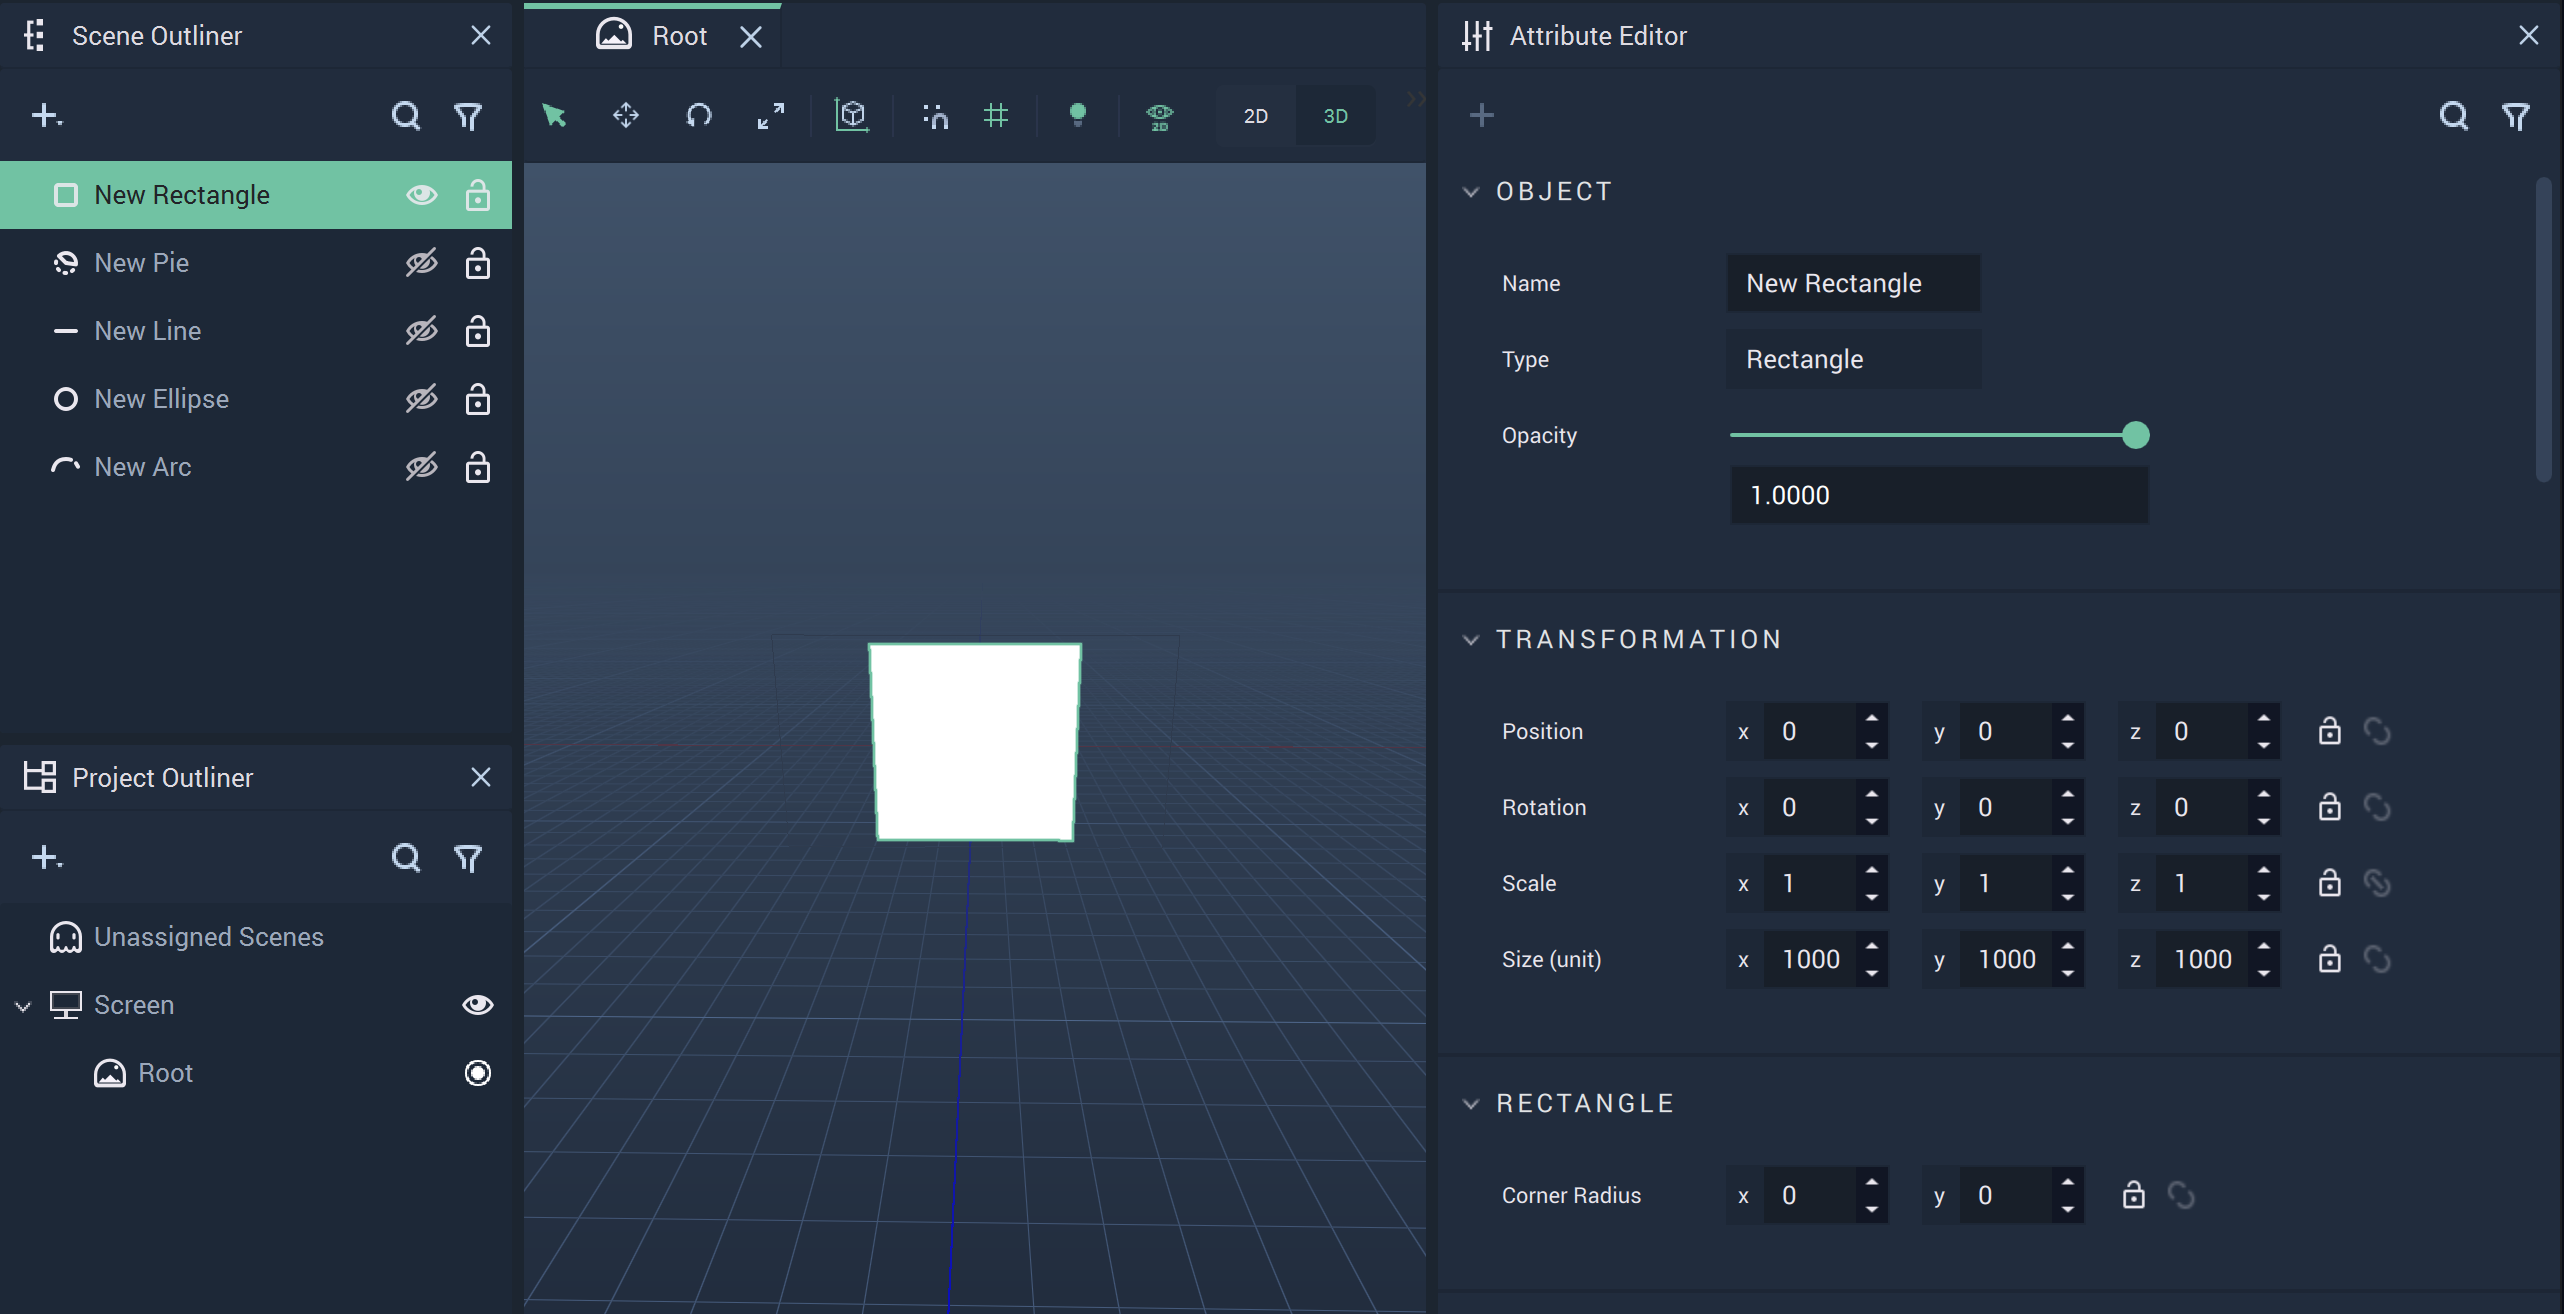 Scene Outliner
New Rectangle
New Pie
New Line
New Ellipse
New Arc
Project Outliner
Unassigned Scenes
Screen
Root
Root
2D
2D
3D
Attribute Editor
OBJECT
Name New Rectangle
Type Rectangle
Opacity
1.0000
TRANSFORMATION
Position x 0 y 0 z 0
Rotation x 0 y 0 z 0
Scale x 1 y 1 z 1
Size (unit) x 1000 y 1000 z 1000
RECTANGLE
Corner Radius x 0 y 0